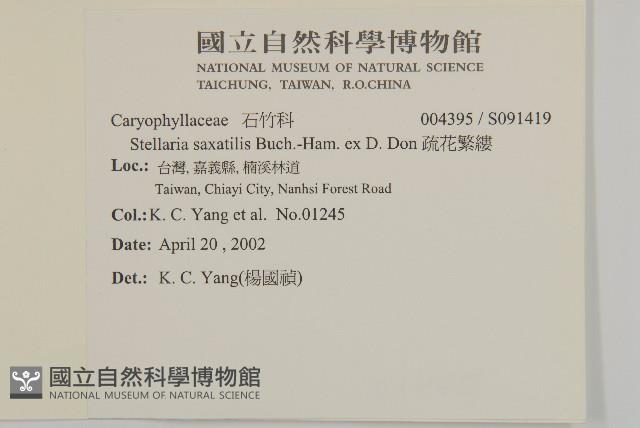 國立自然科學博物館
NATIONAL MUSEUM OF NATURAL SCIENCE
TAICHUNG, TAIWAN, R.O.CHINA
Caryophyllaceae 石竹科 004395 / S091419
Stellaria saxatilis Buch.-Ham. ex D. Don 疏花繁縷
Loc.: 台灣, 嘉義縣, 楠溪林道
Taiwan, Chiayi City, Nanhsi Forest Road
Col.: K. C. Yang et al. No.01245
Date: April 20 , 2002
Det.: K. C. Yang(楊國禎)
國立自然科學博物館
NATIONAL MUSEUM OF NATURAL SCIENCE